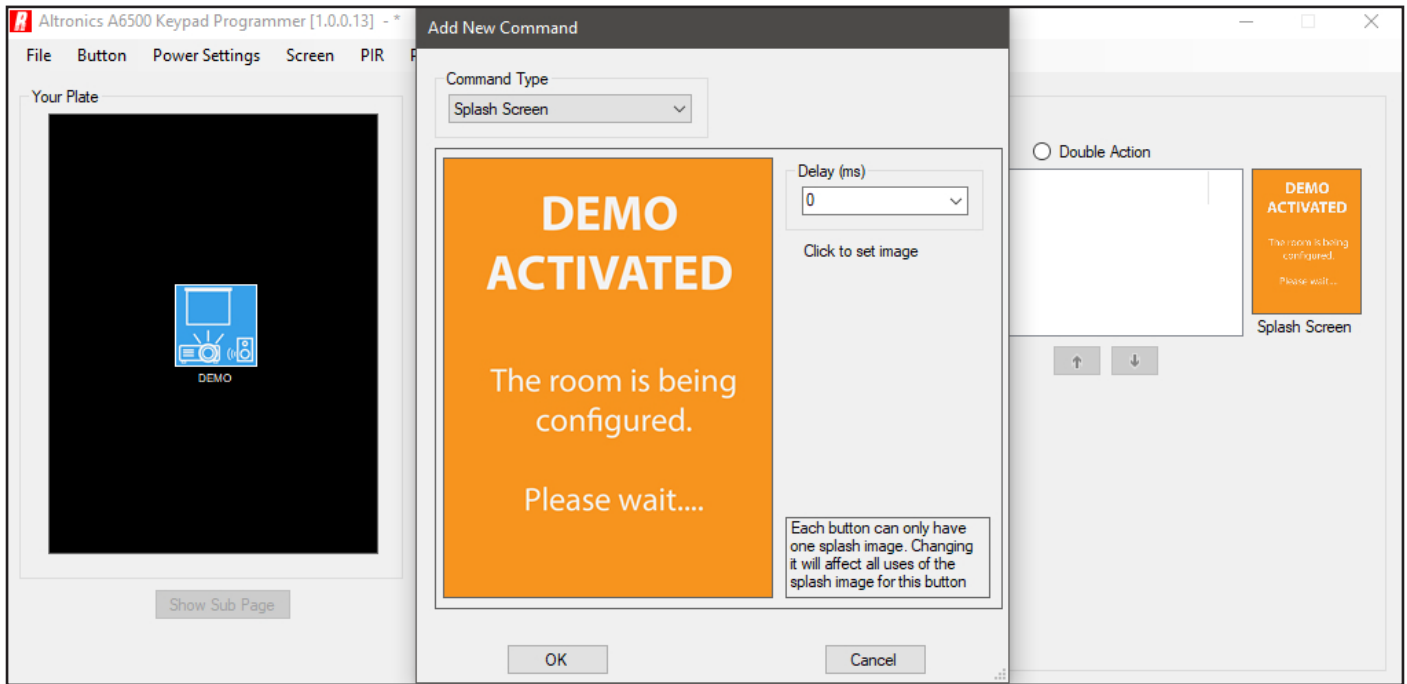 Altronics A6500 Keypad Programmer [1.0.0.13] - *
File Button Power Settings Screen PIR
Your Plate
DEMO
Show Sub Page
Add New Command
Command Type
Splash Screen
DEMO
ACTIVATED
The room is being
configured.
Please wait....
Delay (ms)
0
Click to set image
Each button can only have
one splash image. Changing
it will affect all uses of the
splash image for this button
OK
Cancel
Double Action
DEMO
ACTIVATED
The room is being
configured.
Please wait...
Splash Screen